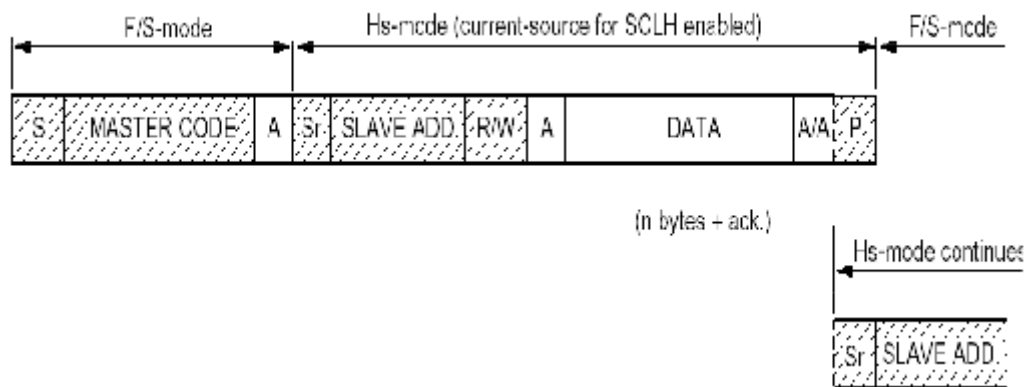 F/S-mode Hs-mode (current-source for SCLH enabled) F/S-mode
S MASTER CODE A Sr SLAVE ADD. R/W A DATA A/A P
(n bytes + ack.)
Hs-mode continues
Sr SLAVE ADD.